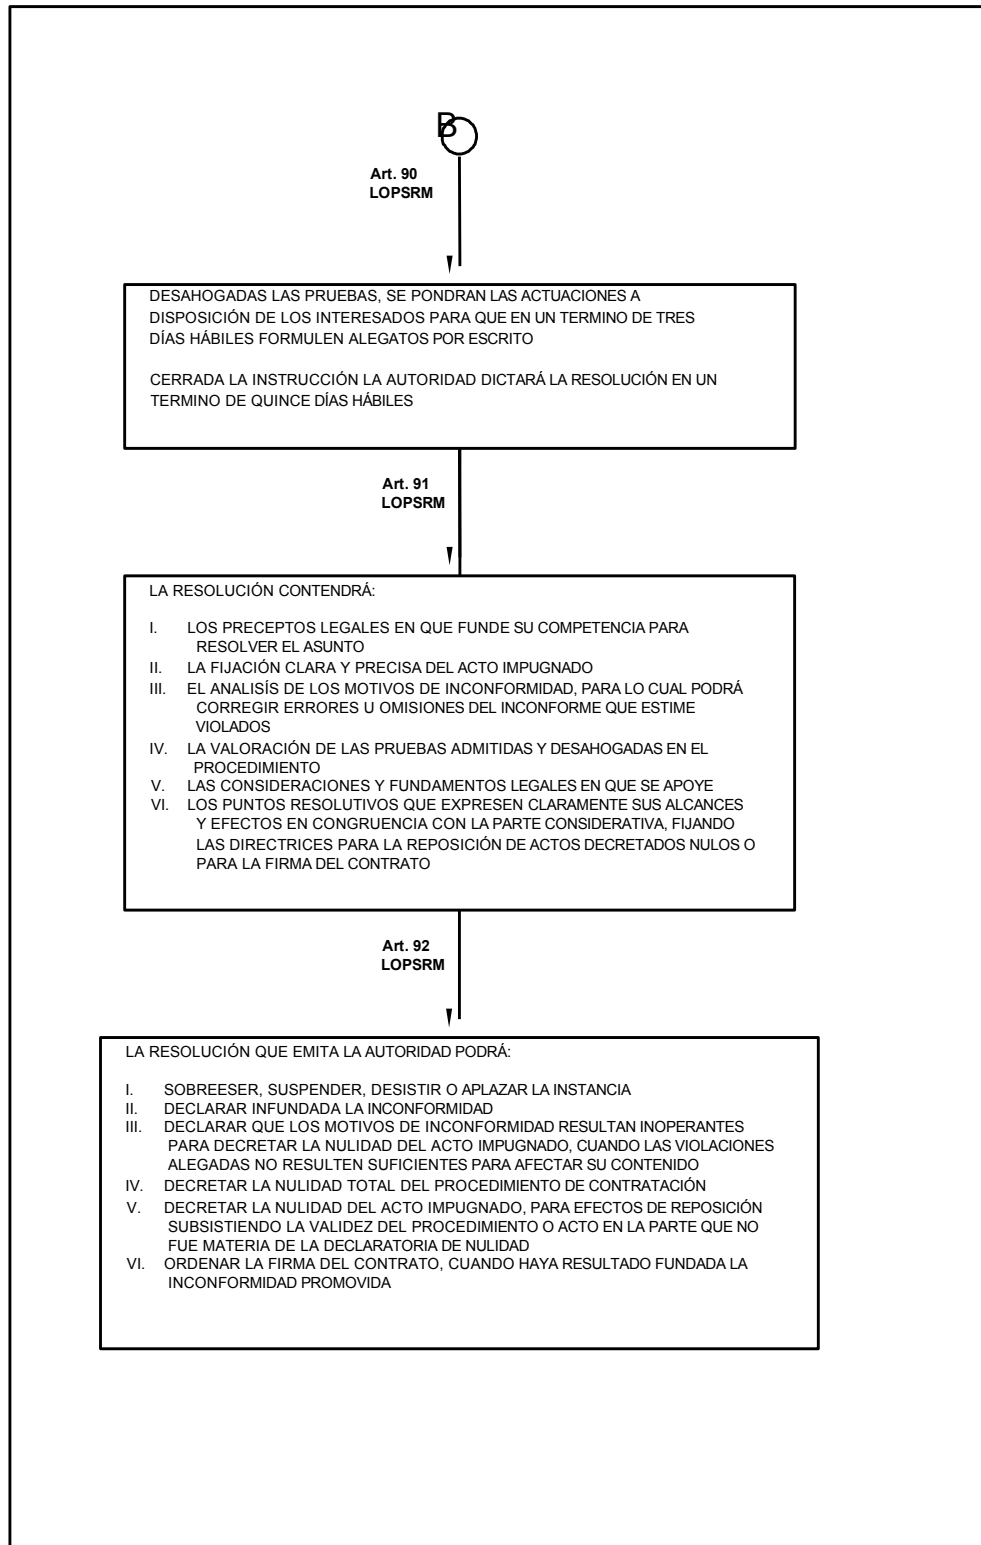 B
Art. 90
LOPSRM
DESAHOGADAS LAS PRUEBAS, SE PONDRAN LAS ACTUACIONES A
DISPOSICIÓN DE LOS INTERESADOS PARA QUE EN UN TERMINO DE TRES
DÍAS HÁBILES FORMULEN ALEGATOS POR ESCRITO
CERRADA LA INSTRUCCIÓN LA AUTORIDAD DICTARÁ LA RESOLUCIÓN EN UN
TERMINO DE QUINCE DÍAS HÁBILES
Art. 91
LOPSRM
LA RESOLUCIÓN CONTENDRÁ:
I. LOS PRECEPTOS LEGALES EN QUE FUNDE SU COMPETENCIA PARA
RESOLVER EL ASUNTO
II. LA FIJACIÓN CLARA Y PRECISA DEL ACTO IMPUGNADO
III. EL ANALISÍS DE LOS MOTIVOS DE INCONFORMIDAD, PARA LO CUAL PODRÁ
CORREGIR ERRORES U OMISIONES DEL INCONFORME QUE ESTIME
VIOLADOS
IV. LA VALORACIÓN DE LAS PRUEBAS ADMITIDAS Y DESAHOGADAS EN EL
PROCEDIMIENTO
V. LAS CONSIDERACIONES Y FUNDAMENTOS LEGALES EN QUE SE APOYE
VI. LOS PUNTOS RESOLUTIVOS QUE EXPRESEN CLARAMENTE SUS ALCANCES
Y EFECTOS EN CONGRUENCIA CON LA PARTE CONSIDERATIVA, FIJANDO
LAS DIRECTRICES PARA LA REPOSICIÓN DE ACTOS DECRETADOS NULOS O
PARA LA FIRMA DEL CONTRATO
Art. 92
LOPSRM
LA RESOLUCIÓN QUE EMITA LA AUTORIDAD PODRÁ:
I. SOBREESER, SUSPENDER, DESISTIR O APLAZAR LA INSTANCIA
II. DECLARAR INFUNDADA LA INCONFORMIDAD
III. DECLARAR QUE LOS MOTIVOS DE INCONFORMIDAD RESULTAN INOPERANTES
PARA DECRETAR LA NULIDAD DEL ACTO IMPUGNADO, CUANDO LAS VIOLACIONES
ALEGADAS NO RESULTEN SUFICIENTES PARA AFECTAR SU CONTENIDO
IV. DECRETAR LA NULIDAD TOTAL DEL PROCEDIMIENTO DE CONTRATACIÓN
V. DECRETAR LA NULIDAD DEL ACTO IMPUGNADO, PARA EFECTOS DE REPOSICIÓN
SUBSISTIENDO LA VALIDEZ DEL PROCEDIMIENTO O ACTO EN LA PARTE QUE NO
FUE MATERIA DE LA DECLARATORIA DE NULIDAD
VI. ORDENAR LA FIRMA DEL CONTRATO, CUANDO HAYA RESULTADO FUNDADA LA
INCONFORMIDAD PROMOVIDA